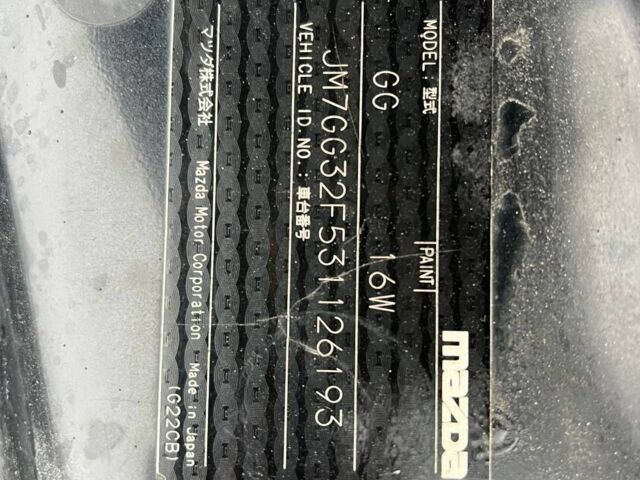 mazda
MODEL : 型式 PAINT
GG 16W
JM7GG32F531126193
VEHICLE ID NO. : 車台番号
マツダ株式会社 Mazda Motor Corporation Made in Japan
(G22CB)